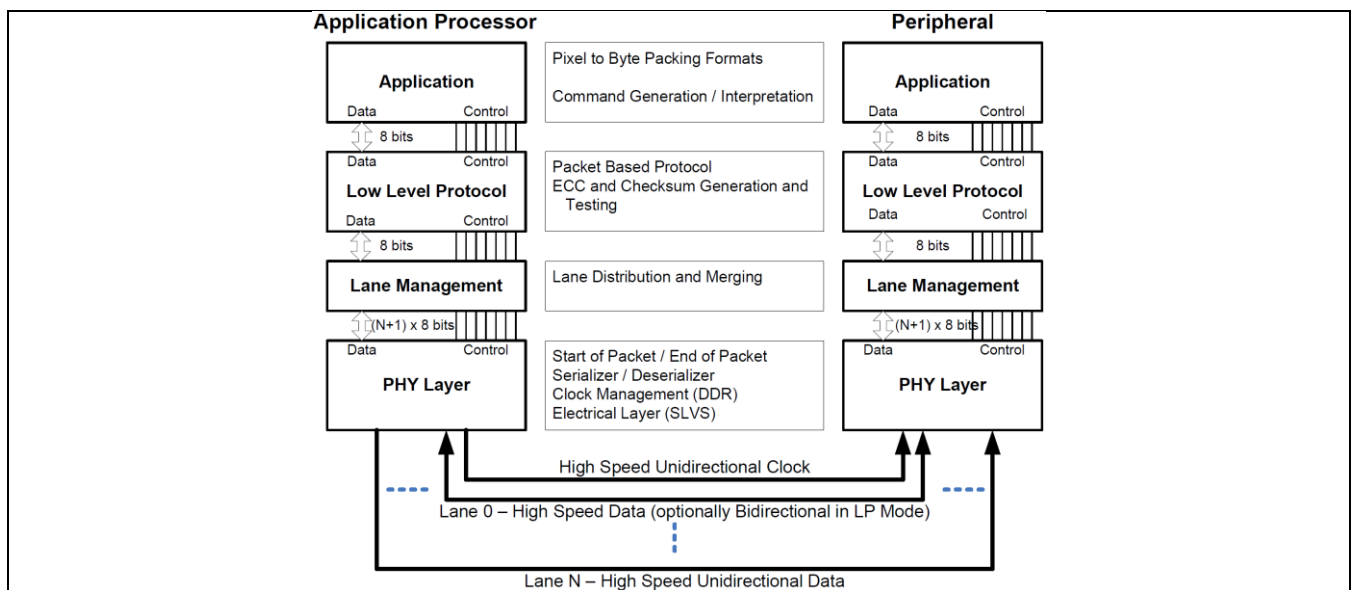 Application Processor
Peripheral
Application
Data Control
8 bits
Data Control
Low Level Protocol
Data Control
8 bits
Lane Management
(N+1) x 8 bits
Data Control
PHY Layer
Pixel to Byte Packing Formats
Command Generation / Interpretation
Packet Based Protocol
ECC and Checksum Generation and
Testing
Lane Distribution and Merging
Start of Packet / End of Packet
Serializer / Deserializer
Clock Management (DDR)
Electrical Layer (SLVS)
Application
Data Control
8 bits
Data Control
Low Level Protocol
Data Control
8 bits
Lane Management
(N+1) x 8 bits
Data Control
PHY Layer
High Speed Unidirectional Clock
Lane 0 – High Speed Data (optionally Bidirectional in LP Mode)
Lane N – High Speed Unidirectional Data